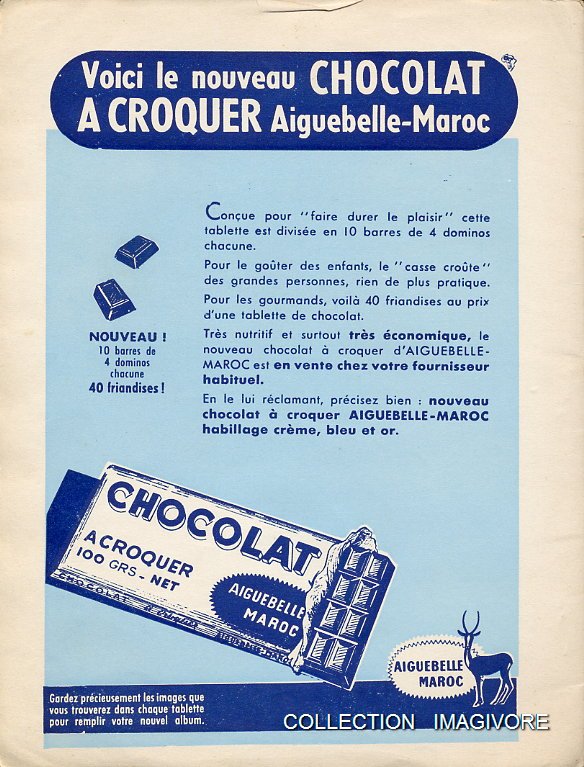 Voici le nouveau CHOCOLAT
A CROQUER Aiguebelle-Maroc
Conçue pour "faire durer le plaisir" cette
tablette est divisée en 10 barres de 4 dominos
chacune.
Pour le goûter des enfants, le "casse croûte"
des grandes personnes, rien de plus pratique.
Pour les gourmands, voilà 40 friandises au prix
d'une tablette de chocolat.
Très nutritif et surtout très économique, le
nouveau chocolat à croquer d'AIGUEBELLE-
MAROC est en vente chez votre fournisseur
habituel.
En le lui réclamant, précisez bien : nouveau
chocolat à croquer AIGUEBELLE-MAROC
habillage crème, bleu et or.
NOUVEAU !
10 barres de
4 dominos
chacune
40 friandises !
CHOCOLAT
A CROQUER
100 GRS - NET
AIGUEBELLE
MAROC
CHOCOLAT à croquer
AIGUEBELLE
MAROC
Gardez précieusement les images que
vous trouverez dans chaque tablette
pour remplir votre nouvel album.
COLLECTION IMAGIVORE